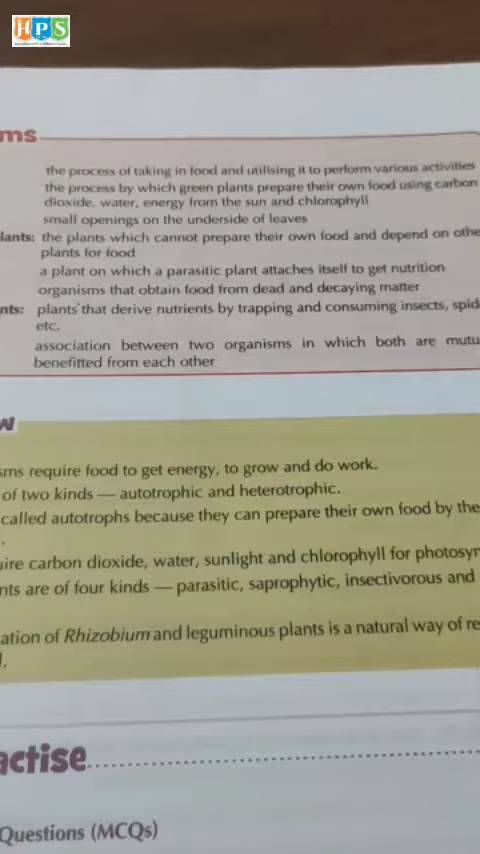 HPS
ms
the process of taking in food and utilising it to perform various activities
the process by which green plants prepare their own food using carbon
dioxide, water, energy from the sun and chlorophyll
small openings on the underside of leaves
lants: the plants which cannot prepare their own food and depend on othe
plants for food
a plant on which a parasitic plant attaches itself to get nutrition
organisms that obtain food from dead and decaying matter
nts: plants that derive nutrients by trapping and consuming insects, spid
etc.
association between two organisms in which both are mutu
benefitted from each other
w
sms require food to get energy, to grow and do work.
of two kinds — autotrophic and heterotrophic.
called autotrophs because they can prepare their own food by the
.
uire carbon dioxide, water, sunlight and chlorophyll for photosyn
nts are of four kinds — parasitic, saprophytic, insectivorous and
ation of Rhizobium and leguminous plants is a natural way of re
l.
actise
Questions (MCQs)